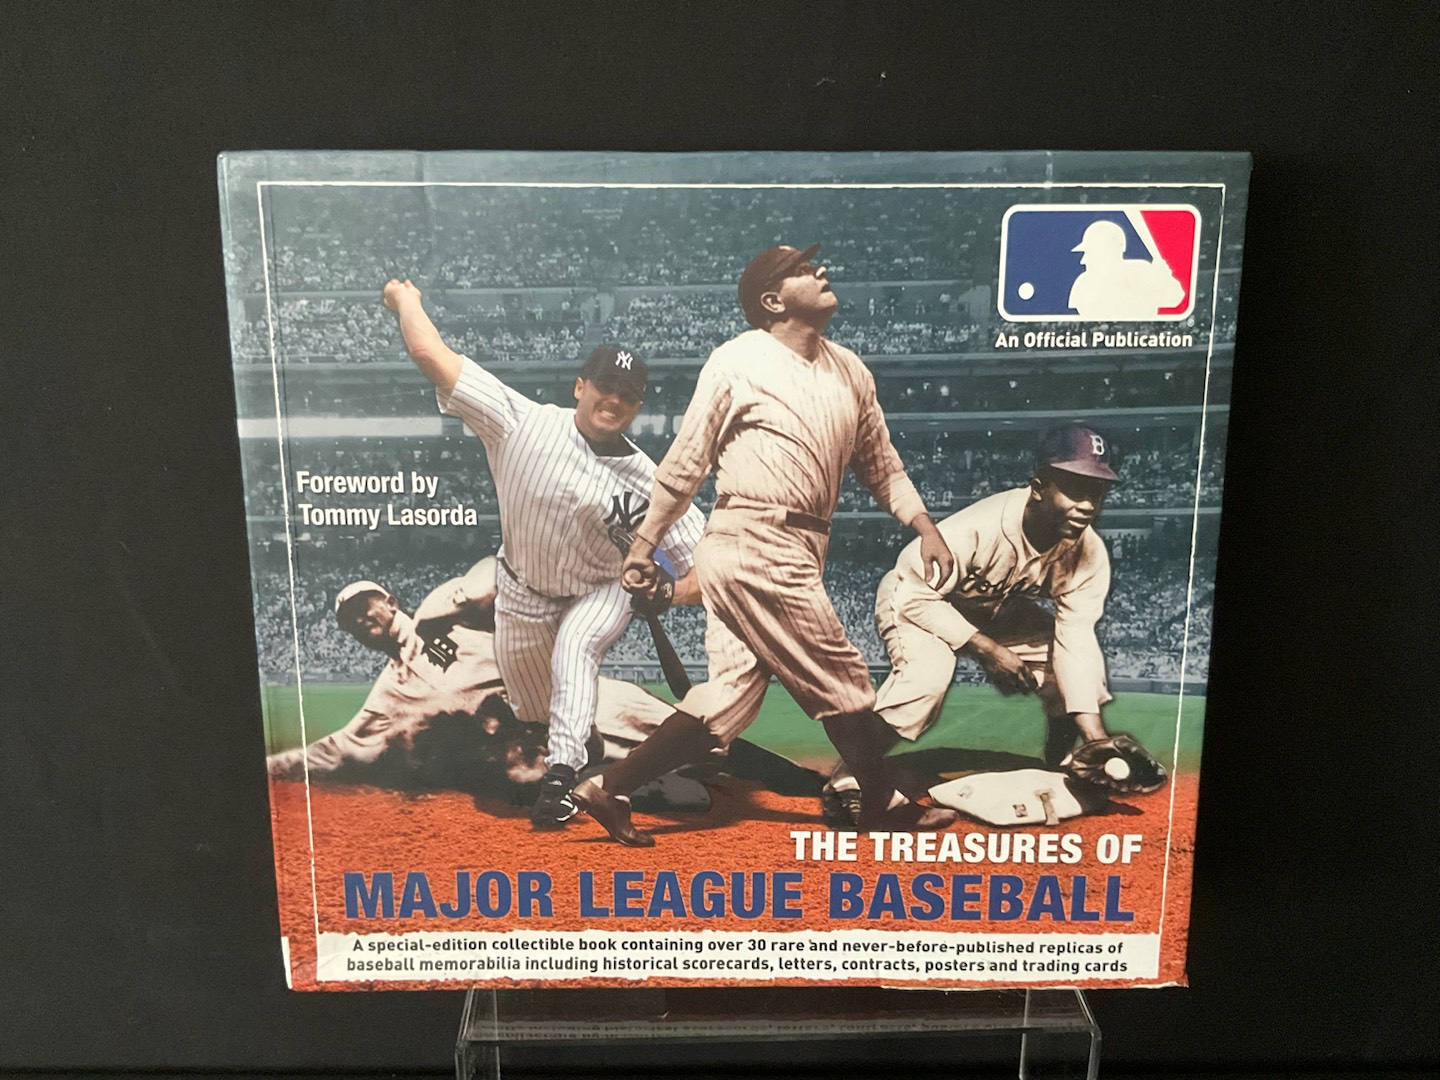 An Official Publication
NY
B
Foreword by
Tommy Lasorda
NY
D
THE TREASURES OF
MAJOR LEAGUE BASEBALL
A special-edition collectible book containing over 30 rare and never-before-published replicas of
baseball memorabilia including historical scorecards, letters, contracts, posters and trading cards